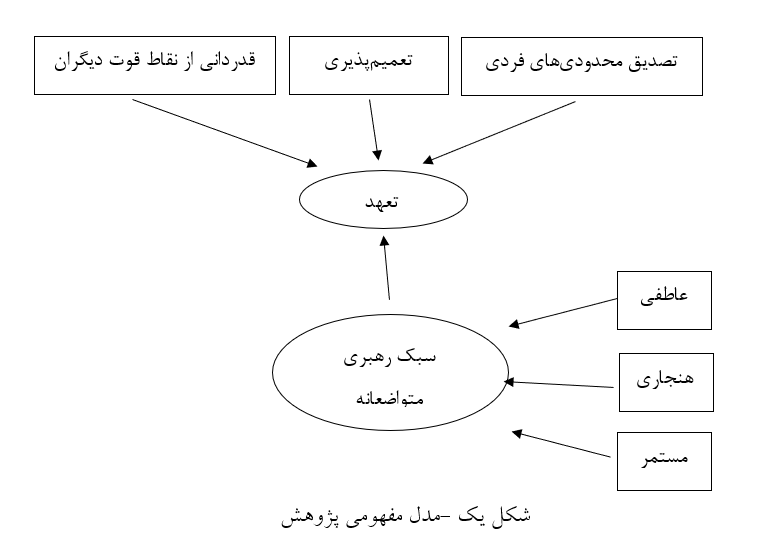 تصدیق محدودی‌های فردی
تعمیم‌پذیری
قدردانی از نقاط قوت دیگران
تعهد
عاطفی
سبک رهبری
متواضعانه
هنجاری
مستمر
شکل یک –مدل مفهومی پژوهش